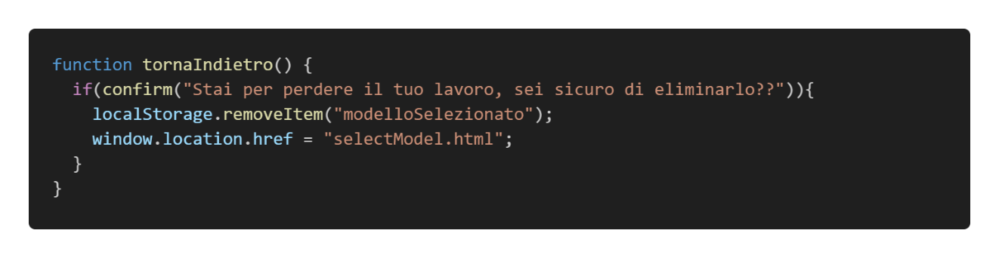 function tornaIndietro() {
  if(confirm("Stai per perdere il tuo lavoro, sei sicuro di eliminarlo??")){
    localStorage.removeItem("modelloSelezionato");
    window.location.href = "selectModel.html";
  }
}